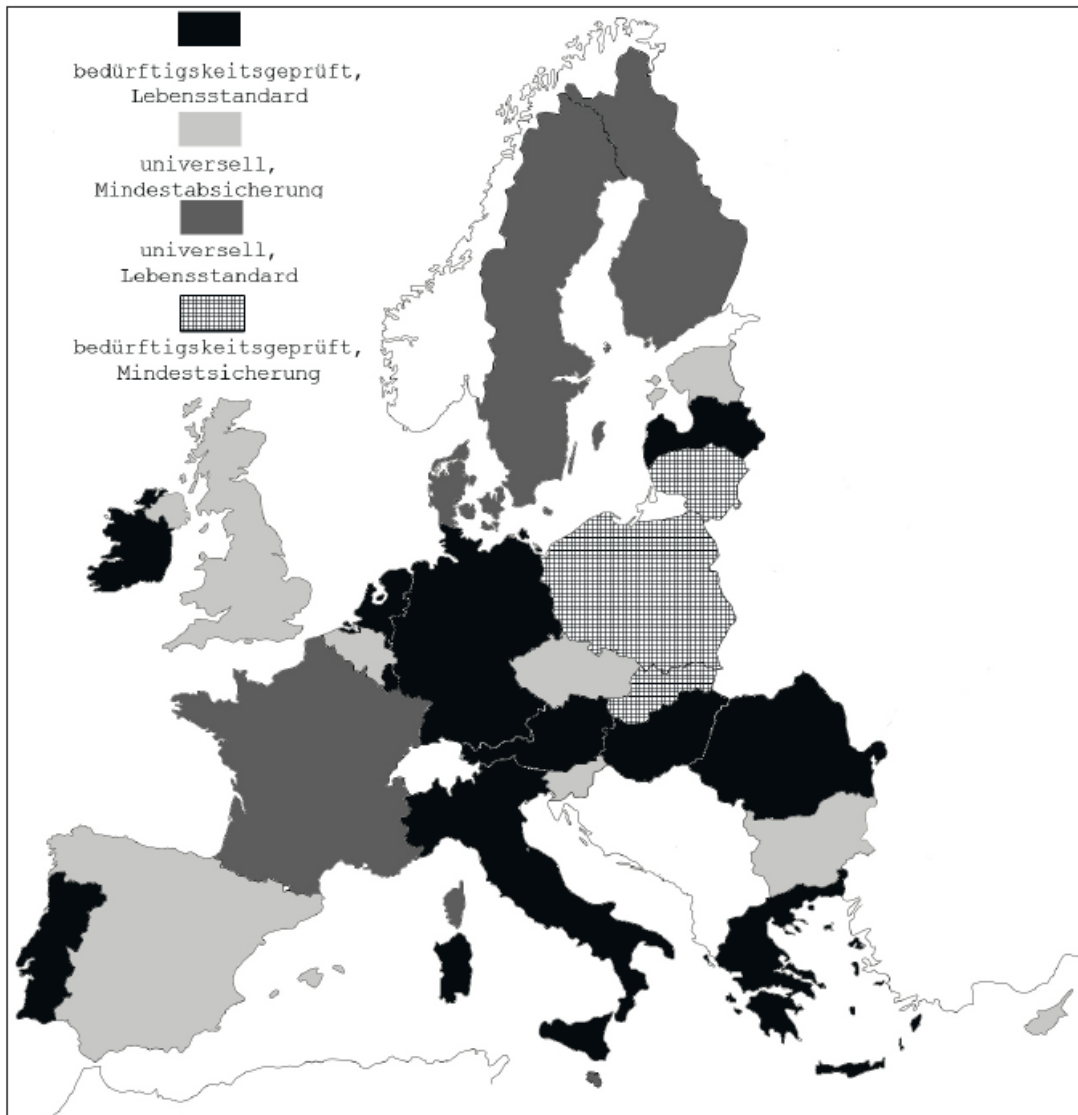 bedürftigskeitsgeprüft,
Lebensstandard
universell,
Mindestabsicherung
universell,
Lebensstandard
bedürftigskeitsgeprüft,
Mindestsicherung